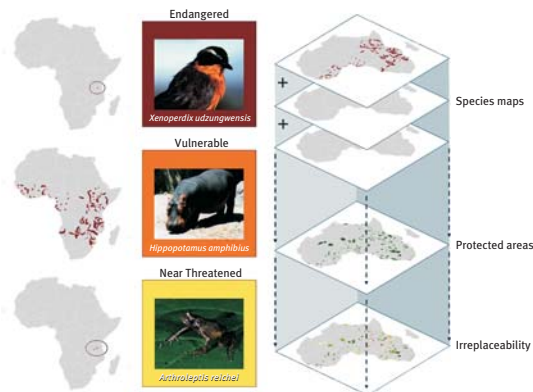 Endangered
Xenoperdix udzungwensis
Vulnerable
Hippopotamus amphibius
Near Threatened
Arthroleptis reichei
+
+
Species maps
Protected areas
Irreplaceability